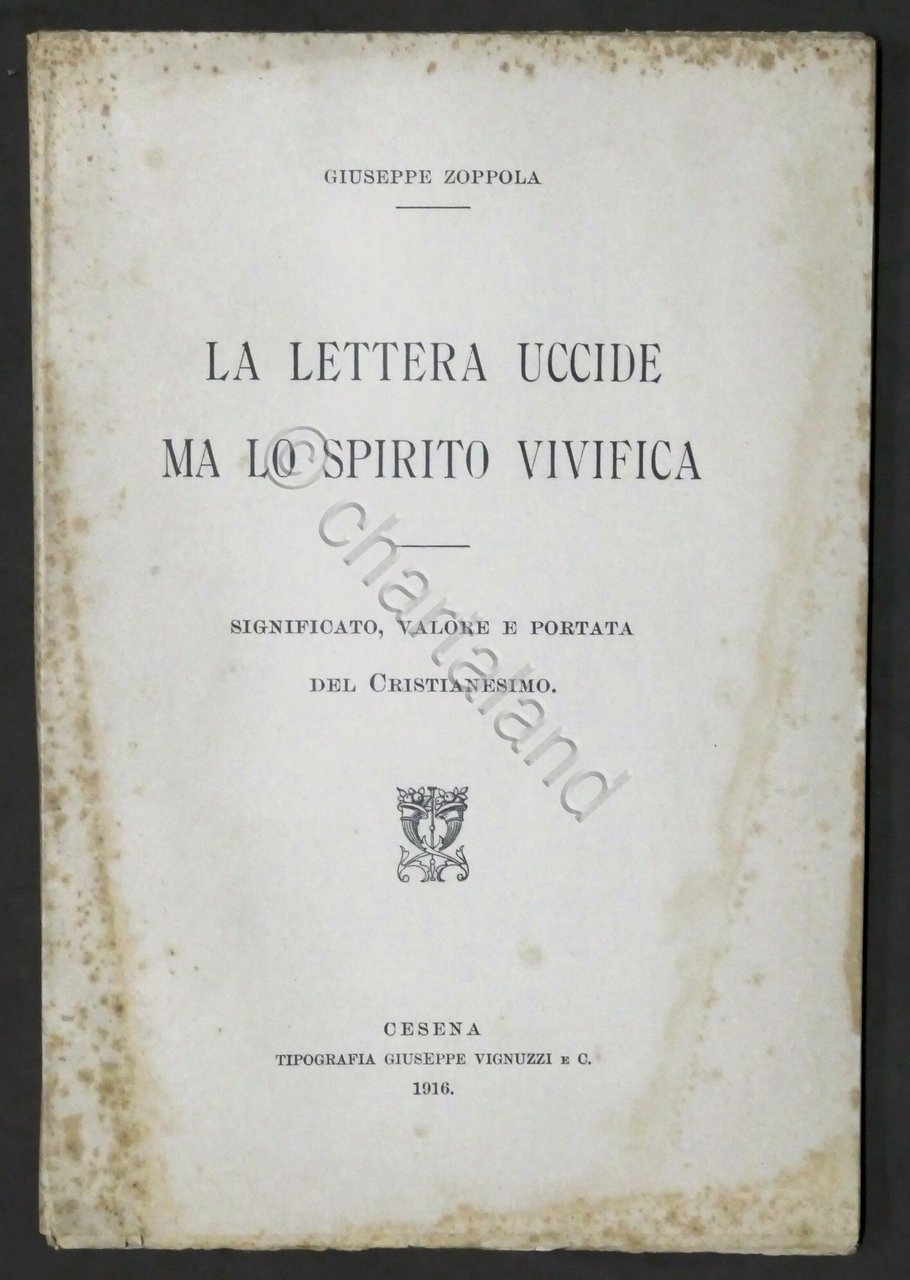 GIUSEPPE ZOPPOLA
LA LETTERA UCCIDE
MA LO SPIRITO VIVIFICA
SIGNIFICATO, VALORE E PORTATA
DEL CRISTIANESIMO.
CESENA
TIPOGRAFIA GIUSEPPE VIGNUZZI E C.
1916.
© chartaland